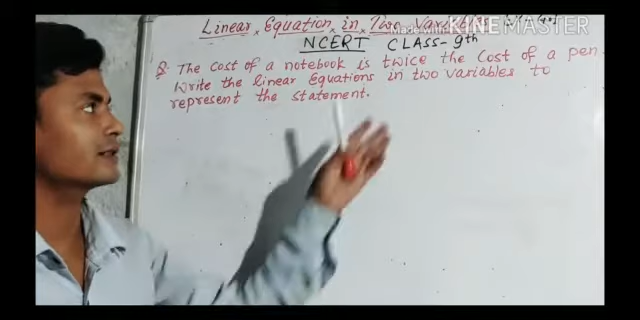 Linear Equation in Two Variables
KINEMASTER
NCERT CLASS-9th
Q. The cost of a notebook is twice the cost of a pen.
Write the linear Equations in two variables to
represent the statement.